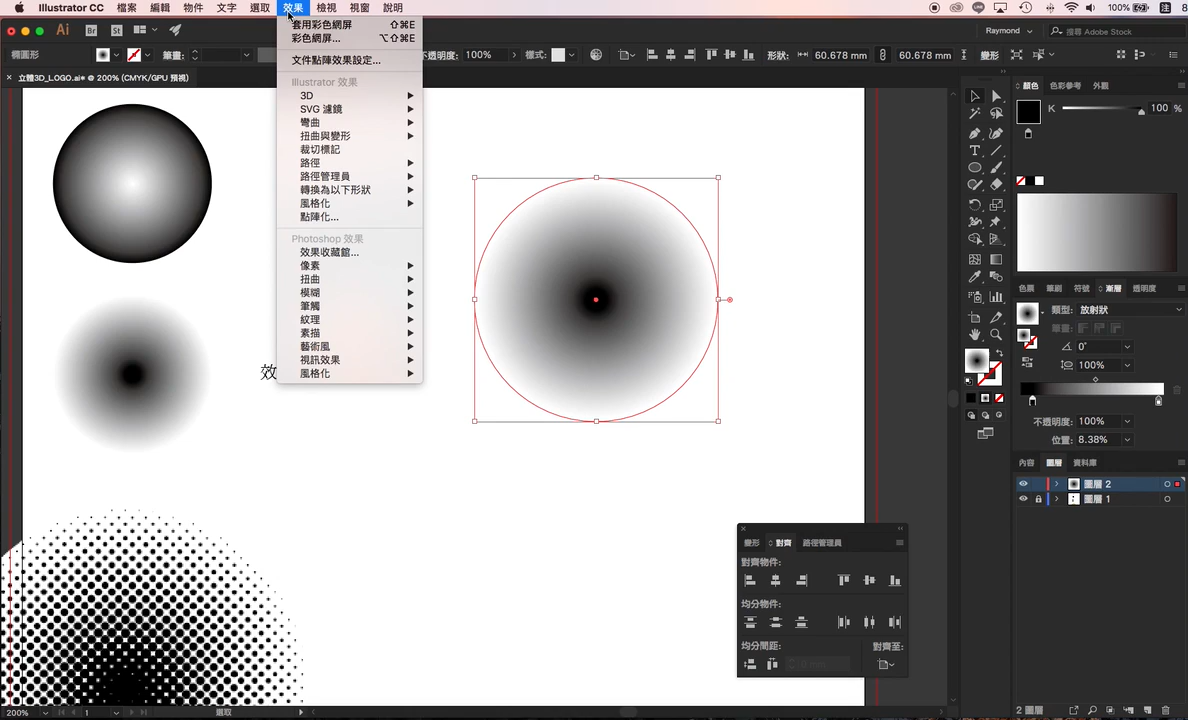 Illustrator CC 檔案 編輯 物件 文字 選取 效果 檢視 視窗 說明 100% 注 8
Ai Br St Raymond 搜尋 Adobe Stock
橢圓形 筆畫: 不透明度: 100% 樣式: 形狀: 60.678 mm 60.678 mm 變形
立體3D_LOGO.ai* @ 200% (CMYK/GPU 預視)
套用彩色網屏 ⇧⌘E
彩色網屏... ⌥⇧⌘E
文件點陣效果設定...
Illustrator 效果
3D
SVG 濾鏡
彎曲
扭曲與變形
裁切標記
路徑
路徑管理員
轉換為以下形狀
風格化
點陣化...
Photoshop 效果
效果收藏館...
像素
扭曲
模糊
筆觸
紋理
素描
藝術風
視訊效果
風格化
效
顏色 色彩參考 外觀
K 100 %
色票 筆刷 符號 漸層 透明度
類型: 放射狀
筆畫:
0°
100%
不透明度: 100%
位置: 8.38%
內容 圖層 資料庫
圖層 2
圖層 1
2 圖層
變形 對齊 路徑管理員
對齊物件:
均分物件:
均分間距: 對齊至:
0 mm
200% 1 選取